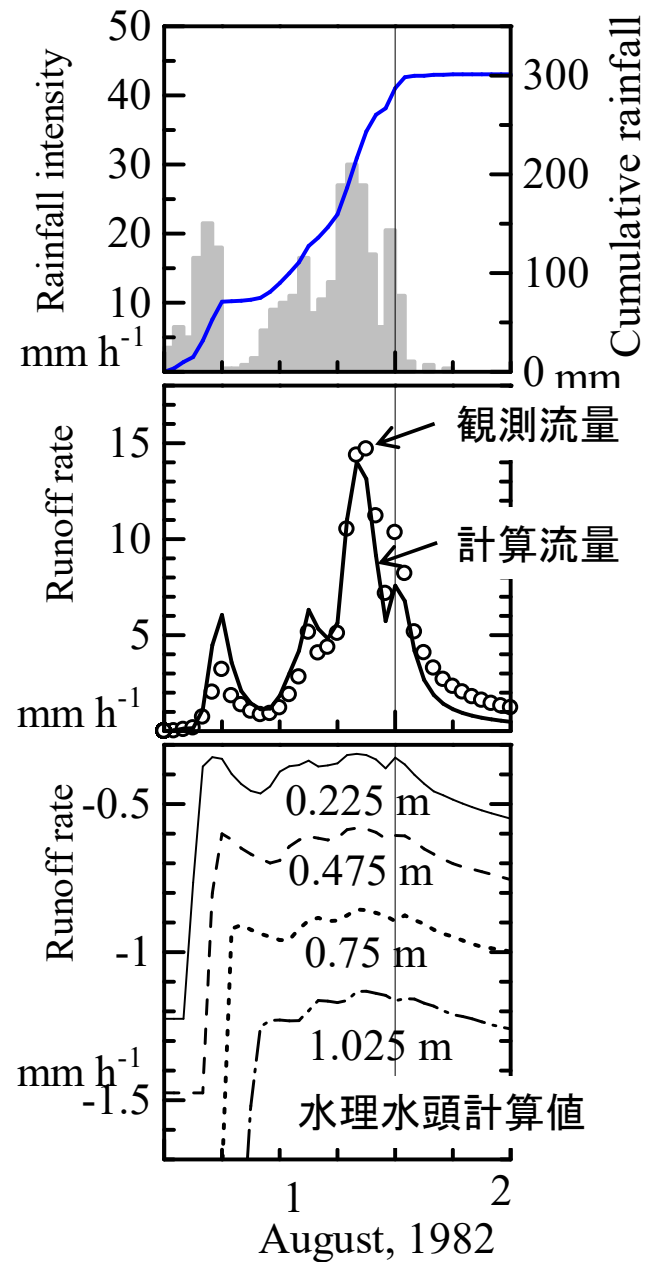 50
40
30
20
10
Rainfall intensity
mm h-1
300
200
100
0 mm
Cumulative rainfall
15
10
5
Runoff rate
mm h-1
観測流量
計算流量
-0.5
-1
-1.5
Runoff rate
mm h-1
0.225 m
0.475 m
0.75 m
1.025 m
水理水頭計算値
1 2
August, 1982